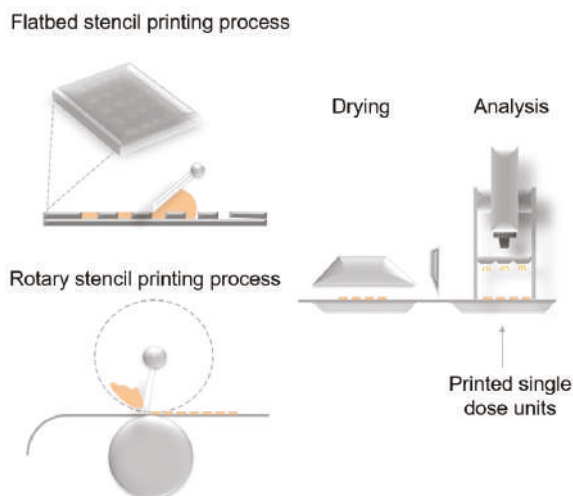 Flatbed stencil printing process
Drying
Analysis
Rotary stencil printing process
Printed single
dose units